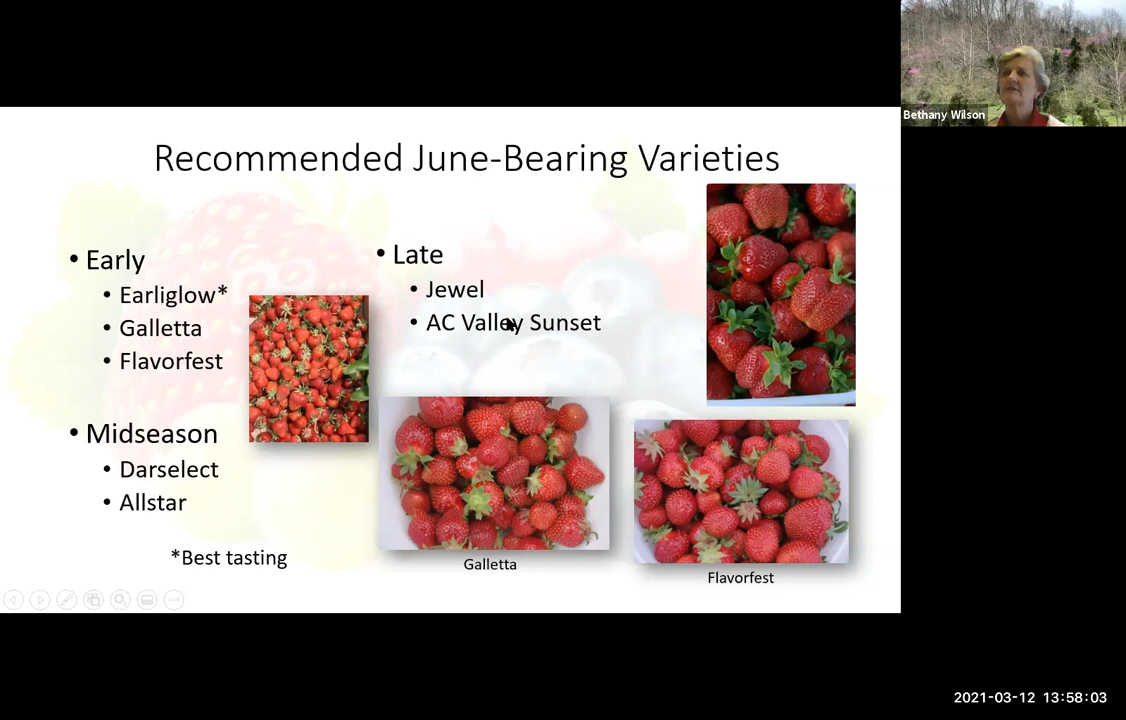 Bethany Wilson
Recommended June-Bearing Varieties
• Early
• Earliglow*
• Galletta
• Flavorfest
• Midseason
• Darselect
• Allstar
*Best tasting
• Late
• Jewel
• AC Valley Sunset
Galletta
Flavorfest
2021-03-12 13:58:03